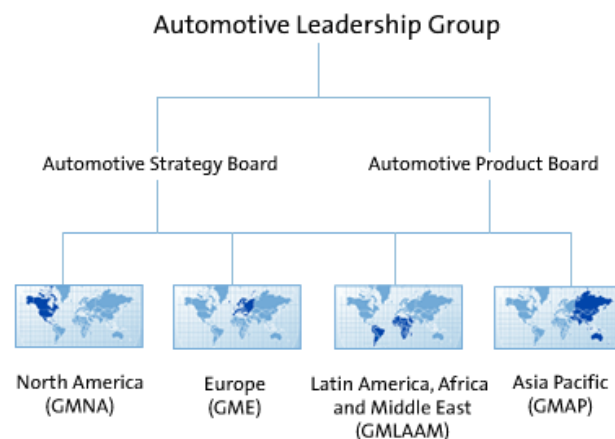 Automotive Leadership Group
Automotive Strategy Board
Automotive Product Board
North America
(GMNA)
Europe
(GME)
Latin America, Africa
and Middle East
(GMLAAM)
Asia Pacific
(GMAP)